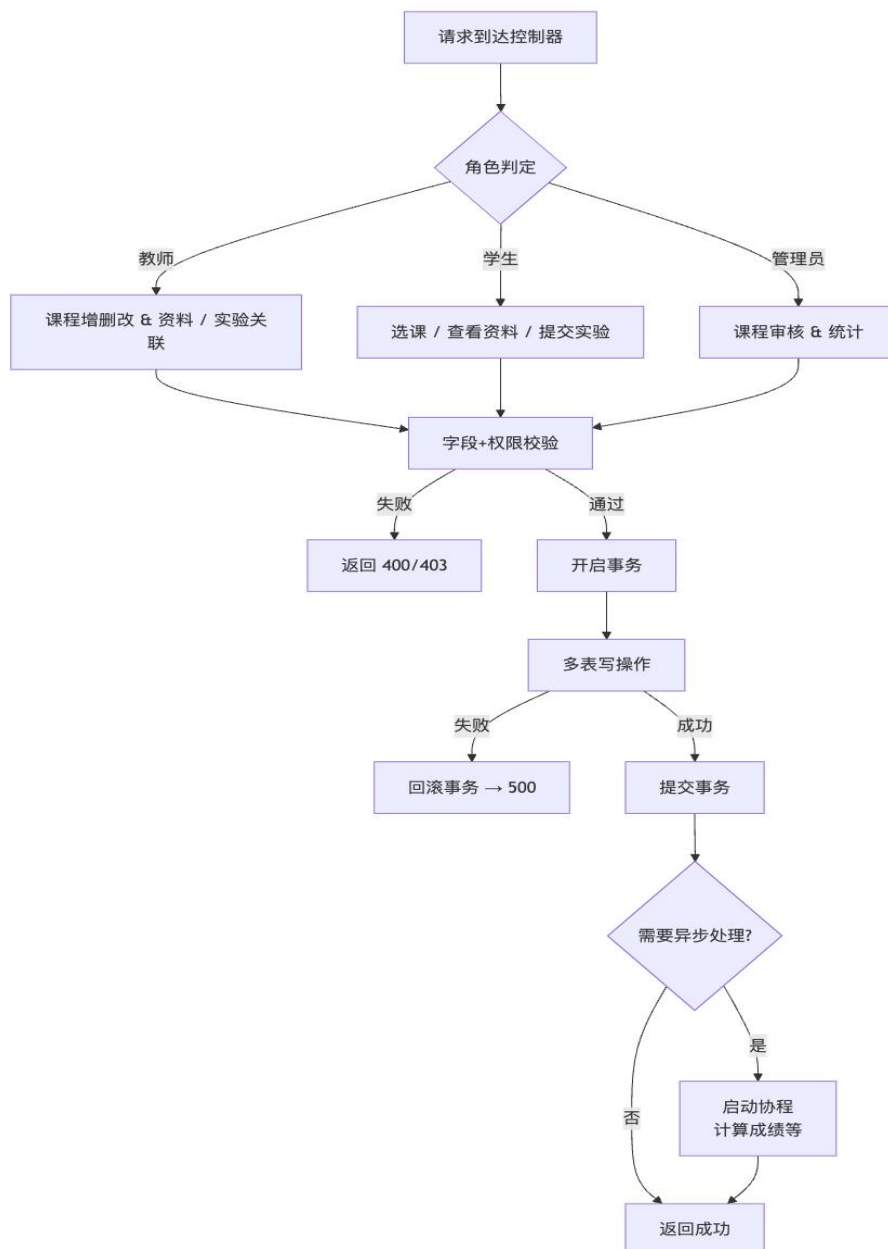 请求到达控制器
角色判定
教师
学生
管理员
课程增删改 & 资料 / 实验关
联
选课 / 查看资料 / 提交实验
课程审核 & 统计
字段+权限校验
失败
通过
返回 400/403
开启事务
多表写操作
失败
成功
回滚事务 → 500
提交事务
需要异步处理?
是
否
启动协程
计算成绩等
返回成功